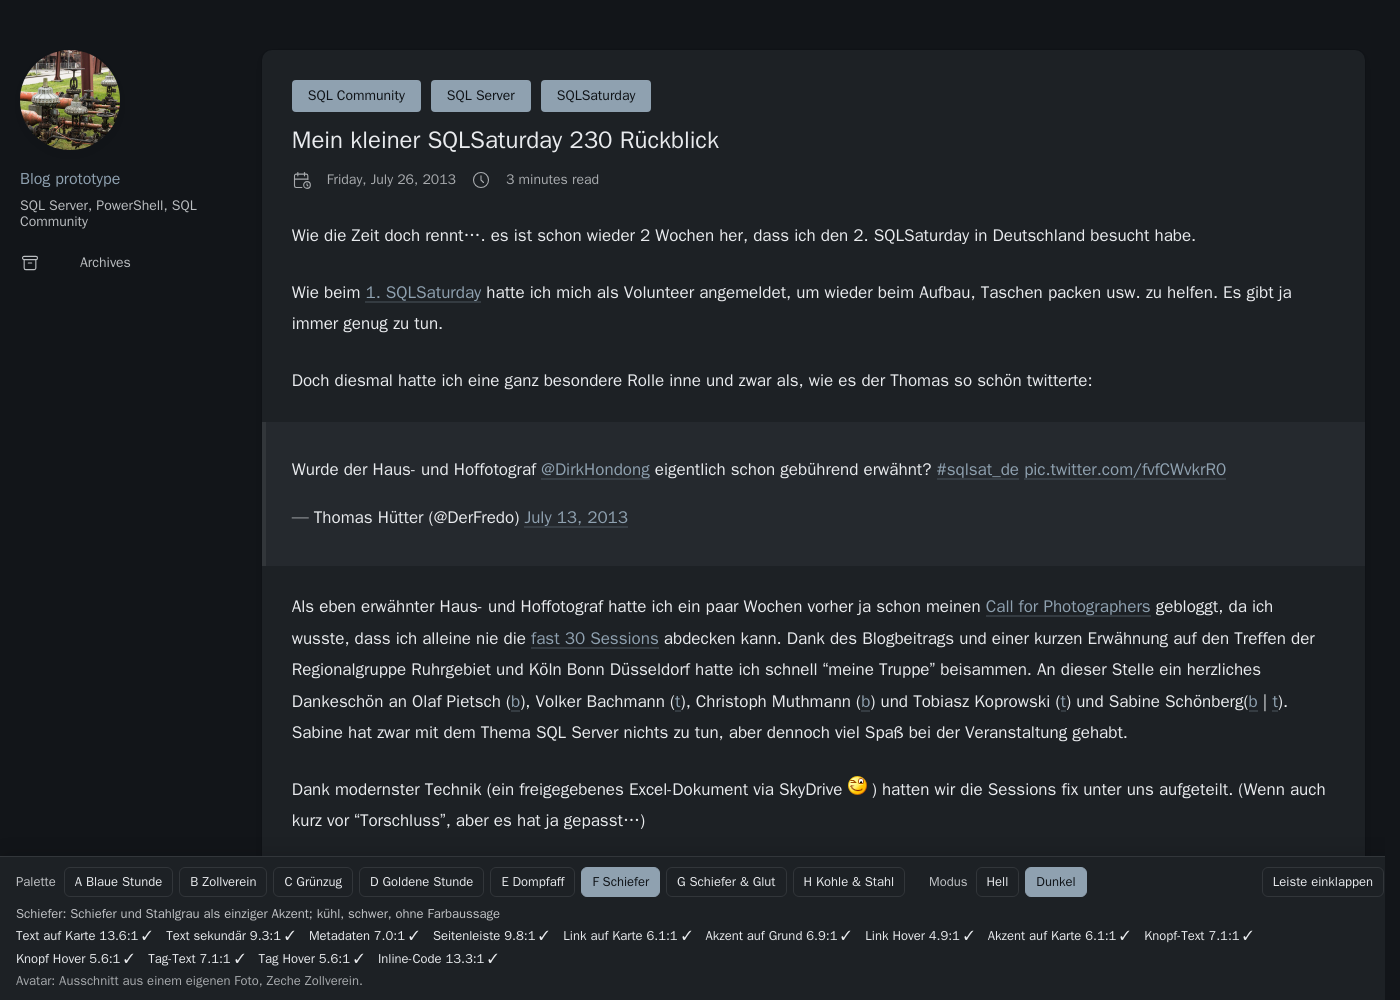 SQL Community SQL Server SQLSaturday
Mein kleiner SQLSaturday 230 Rückblick
Friday, July 26, 2013 3 minutes read
Blog prototype
SQL Server, PowerShell, SQL
Community
Archives
Wie die Zeit doch rennt…. es ist schon wieder 2 Wochen her, dass ich den 2. SQLSaturday in Deutschland besucht habe.
Wie beim 1. SQLSaturday hatte ich mich als Volunteer angemeldet, um wieder beim Aufbau, Taschen packen usw. zu helfen. Es gibt ja
immer genug zu tun.
Doch diesmal hatte ich eine ganz besondere Rolle inne und zwar als, wie es der Thomas so schön twitterte:
Wurde der Haus- und Hoffotograf @DirkHondong eigentlich schon gebührend erwähnt? #sqlsat_de pic.twitter.com/fvfCWvkrR0
— Thomas Hütter (@DerFredo) July 13, 2013
Als eben erwähnter Haus- und Hoffotograf hatte ich ein paar Wochen vorher ja schon meinen Call for Photographers gebloggt, da ich
wusste, dass ich alleine nie die fast 30 Sessions abdecken kann. Dank des Blogbeitrags und einer kurzen Erwähnung auf den Treffen der
Regionalgruppe Ruhrgebiet und Köln Bonn Düsseldorf hatte ich schnell “meine Truppe” beisammen. An dieser Stelle ein herzliches
Dankeschön an Olaf Pietsch (b), Volker Bachmann (t), Christoph Muthmann (b) und Tobiasz Koprowski (t) und Sabine Schönberg(b | t).
Sabine hat zwar mit dem Thema SQL Server nichts zu tun, aber dennoch viel Spaß bei der Veranstaltung gehabt.
Dank modernster Technik (ein freigegebenes Excel-Dokument via SkyDrive ) hatten wir die Sessions fix unter uns aufgeteilt. (Wenn auch
kurz vor “Torschluss”, aber es hat ja gepasst…)
Palette A Blaue Stunde B Zollverein C Grünzug D Goldene Stunde E Dompfaff F Schiefer G Schiefer & Glut H Kohle & Stahl Modus Hell Dunkel Leiste einklappen
Schiefer: Schiefer und Stahlgrau als einziger Akzent; kühl, schwer, ohne Farbaussage
Text auf Karte 13.6:1 ✓ Text sekundär 9.3:1 ✓ Metadaten 7.0:1 ✓ Seitenleiste 9.8:1 ✓ Link auf Karte 6.1:1 ✓ Akzent auf Grund 6.9:1 ✓ Link Hover 4.9:1 ✓ Akzent auf Karte 6.1:1 ✓ Knopf-Text 7.1:1 ✓
Knopf Hover 5.6:1 ✓ Tag-Text 7.1:1 ✓ Tag Hover 5.6:1 ✓ Inline-Code 13.3:1 ✓
Avatar: Ausschnitt aus einem eigenen Foto, Zeche Zollverein.